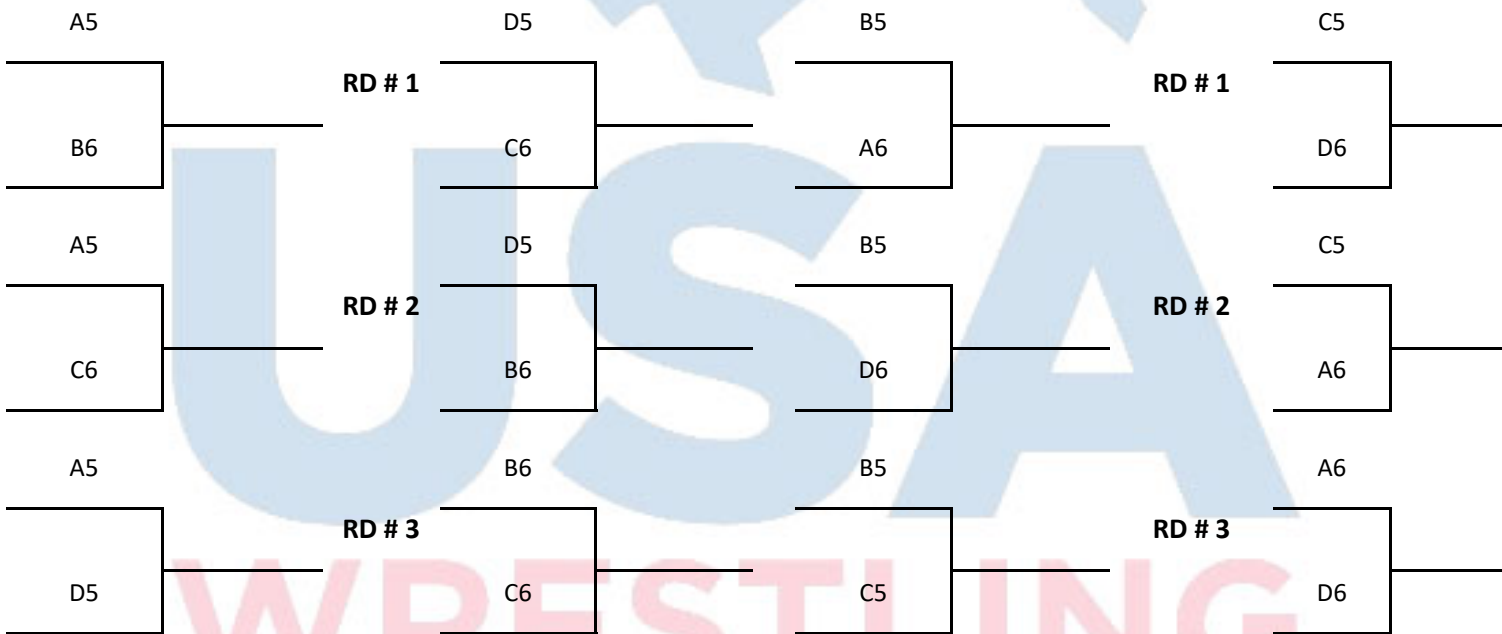 A5 D5 B5 C5
RD # 1 RD # 1
B6 C6 A6 D6
A5 D5 B5 C5
RD # 2 RD # 2
C6 B6 D6 A6
A5 B6 B5 A6
RD # 3 RD # 3
D5 C6 C5 D6
USA
WRESTLING